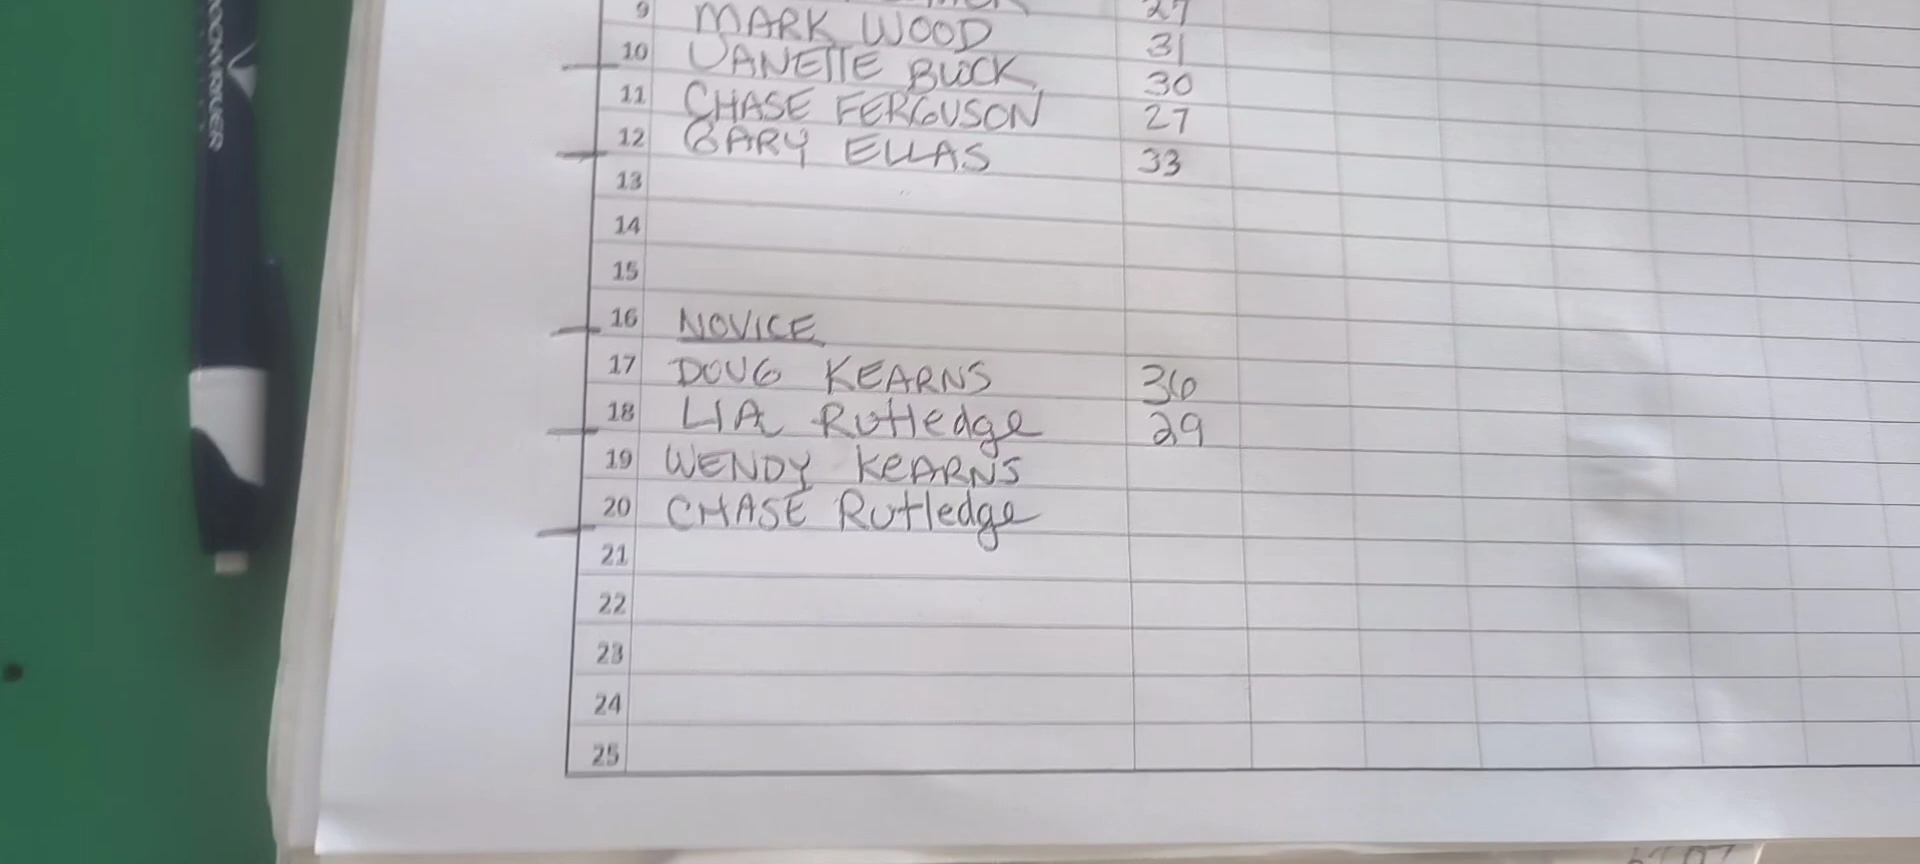 27
9 MARK WOOD 31
10 JANETTE BUCK 30
11 CHASE FERGUSON 27
12 GARY ELLAS 33
13
14
15
16 NOVICE
17 DOUG KEARNS 36
18 LIA Rutledge 29
19 WENDY KEARNS
20 CHASE Rutledge
21
22
23
24
25